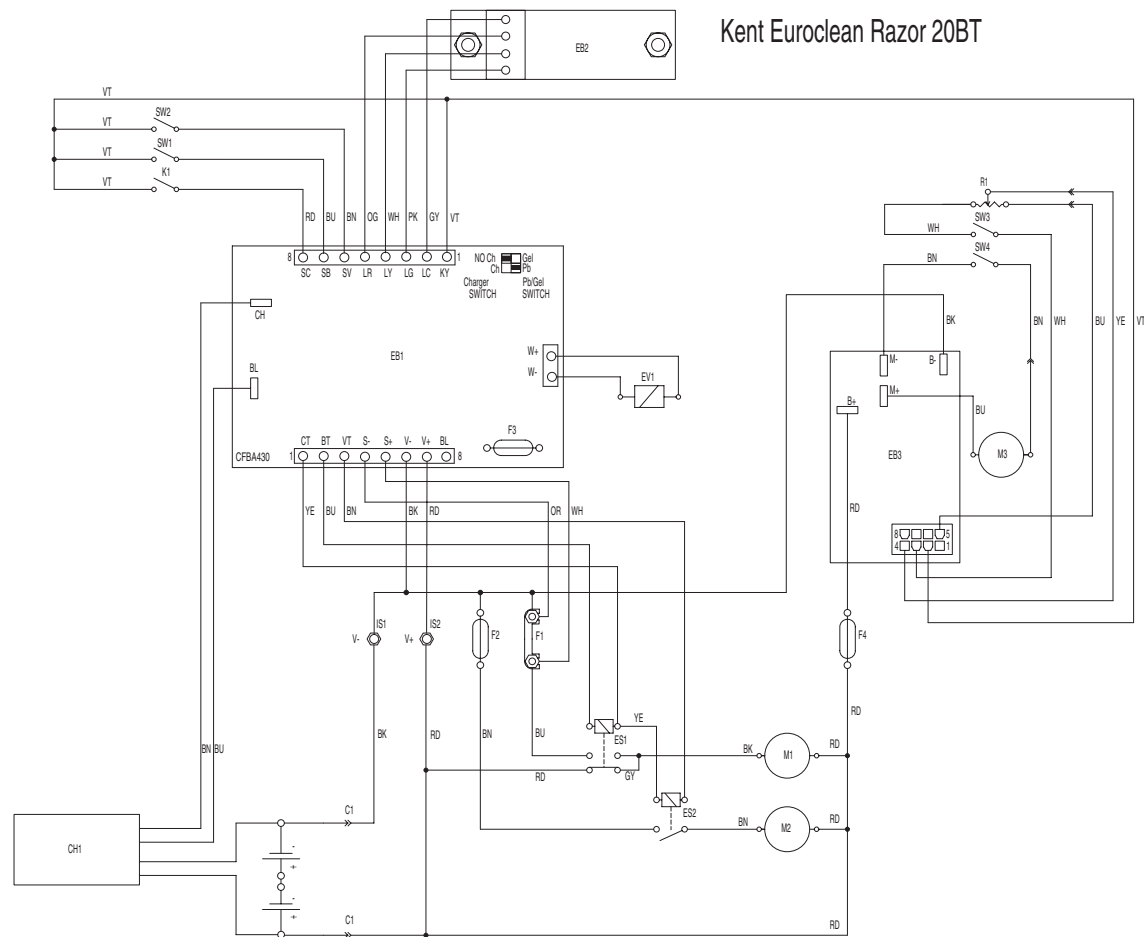 Kent Euroclean Razor 20BT
EB2
VT
SW2
VT
SW1
VT
K1
VT
RD BU BN OG WH PK GY VT
R1
SW3
WH
SW4
BN
8 1
SC SB SV LR LY LG LC KY
NO Ch Gel
Ch Pb
Charger SWITCH
Pb/Gel SWITCH
CH
EB1
BL
W+
W-
EV1
F3
CT BT VT S- S+ V- V+ BL
CFBA430 1 8
BK BN WH BU YE VT
M- B-
M+
B+
BU
M3
EB3
RD
8 5
4 1
YE BU BN BK RD OR WH
IS1 IS2 F2 F1 F4
V- V+
BN BU
BK RD BN BU
YE
ES1
RD GY
BK M1 RD
RD
ES2
BN M2 RD
CH1
C1
-
+
-
+
C1
RD